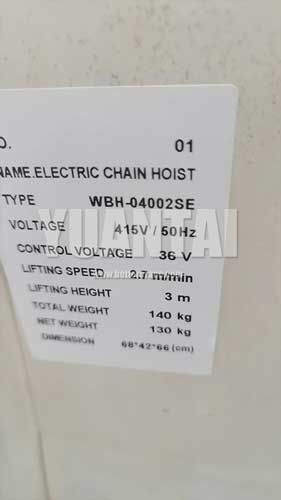 O. 01
NAME.ELECTRIC CHAIN HOIST
TYPE WBH-04002SE
YUANTAI
VOLTAGE 415V / 50Hz
CONTROL VOLTAGE 36 V
LIFTING SPEED 2.7 m/min
LIFTING HEIGHT 3 m
TOTAL WEIGHT 140 kg
NET WEIGHT 130 kg
DIMENSION 68*42*66 (cm)